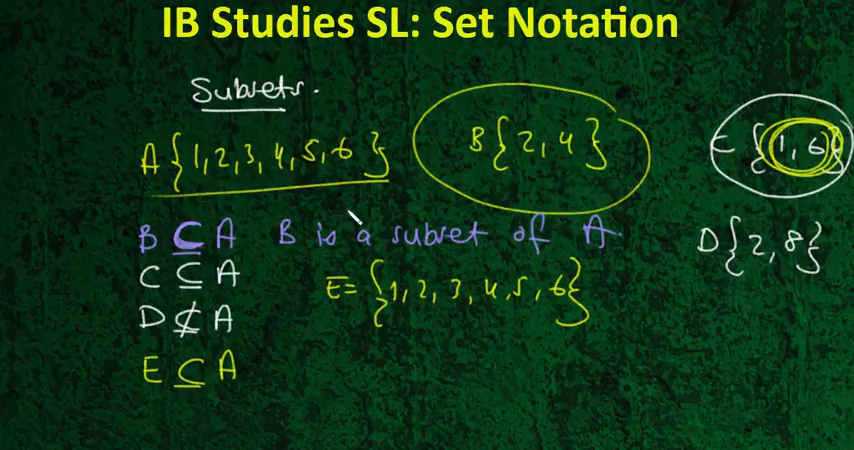 IB Studies SL: Set Notation
Subsets.
A {1,2,3,4,5,6} B {2,4} C {1,6}
B ⊆ A B is a subset of A. D {2,8}
C ⊆ A E = {1,2,3,4,5,6}
D ⊈ A
E ⊆ A